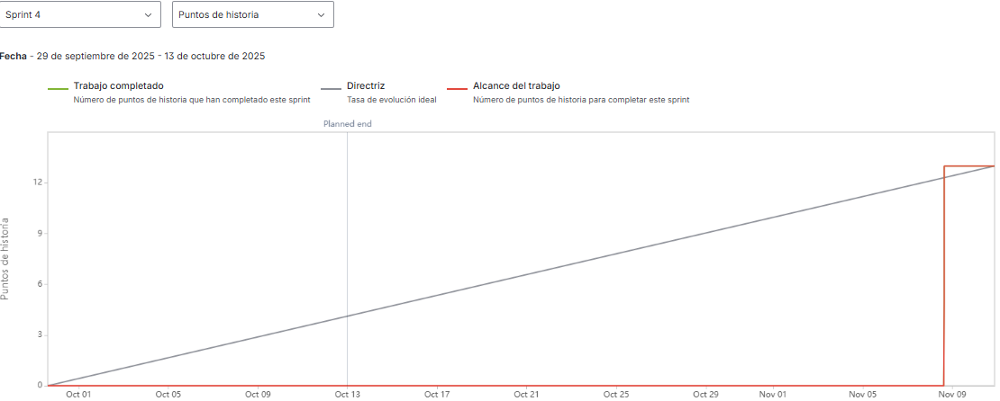 Sprint 4 Puntos de historia
Fecha - 29 de septiembre de 2025 - 13 de octubre de 2025
Trabajo completado Directriz Alcance del trabajo
Número de puntos de historia que han completado este sprint Tasa de evolución ideal Número de puntos de historia para completar este sprint
Planned end
12
9
6
3
0
Puntos de historia
Oct 01 Oct 05 Oct 09 Oct 13 Oct 17 Oct 21 Oct 25 Oct 29 Nov 01 Nov 05 Nov 09